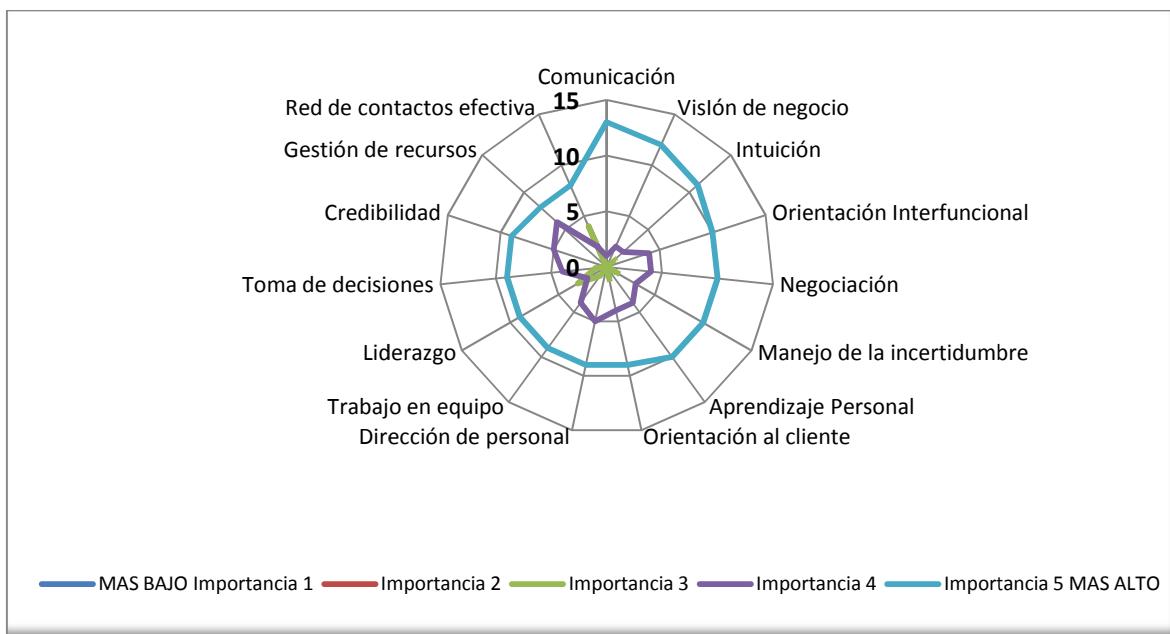 Comunicación
15
Red de contactos efectiva
VisIón de negocio
Gestión de recursos
10
Intuición
Credibilidad
5
Orientación Interfuncional
Toma de decisiones
0
Negociación
Liderazgo
Manejo de la incertidumbre
Trabajo en equipo
Aprendizaje Personal
Dirección de personal
Orientación al cliente
MAS BAJO Importancia 1
Importancia 2
Importancia 3
Importancia 4
Importancia 5 MAS ALTO